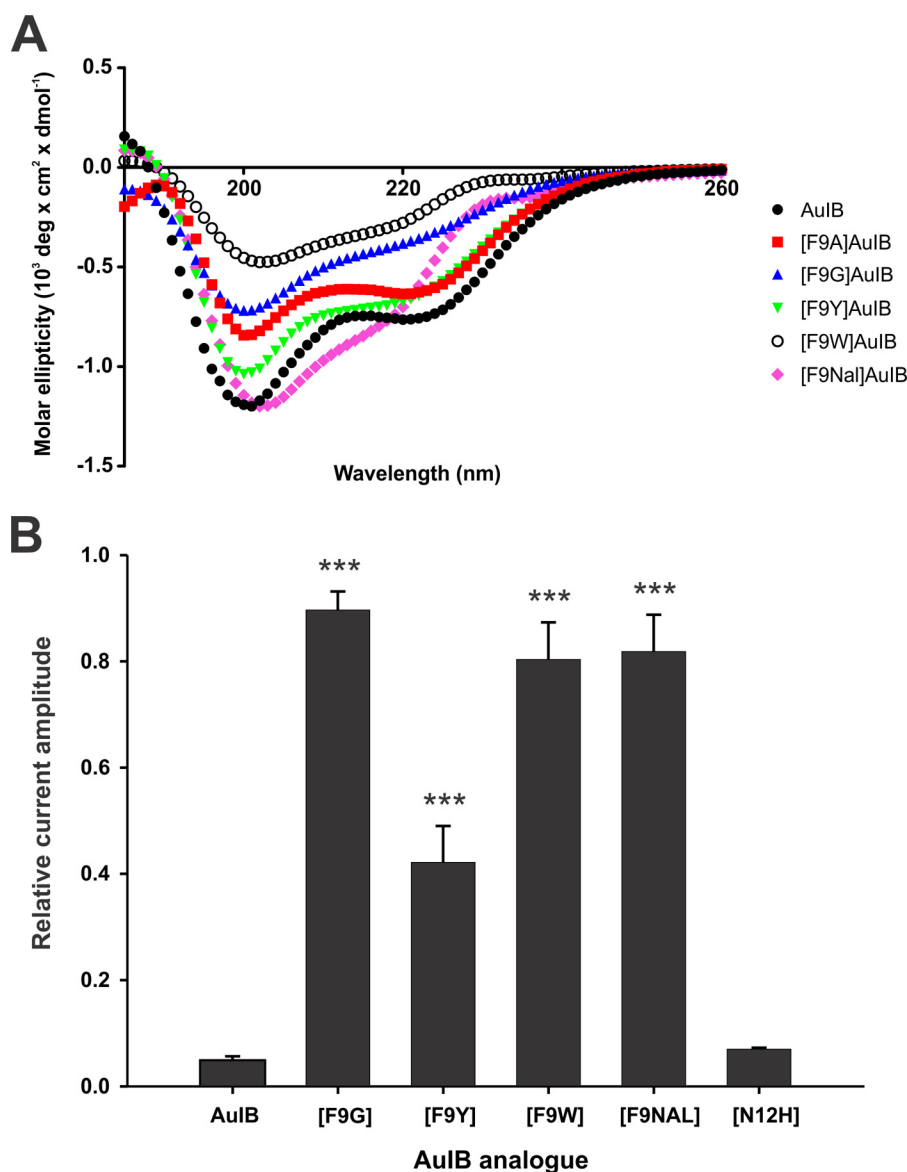 A
0.5
0.0
-0.5
-1.0
-1.5
200
220
260
Molar ellipticity (10³ deg x cm² x dmol⁻¹)
Wavelength (nm)
AuIB
[F9A]AuIB
[F9G]AuIB
[F9Y]AuIB
[F9W]AuIB
[F9Nal]AuIB
B
1.0
0.8
0.6
0.4
0.2
0.0
Relative current amplitude
***
***
***
***
AuIB [F9G] [F9Y] [F9W] [F9NAL] [N12H]
AuIB analogue